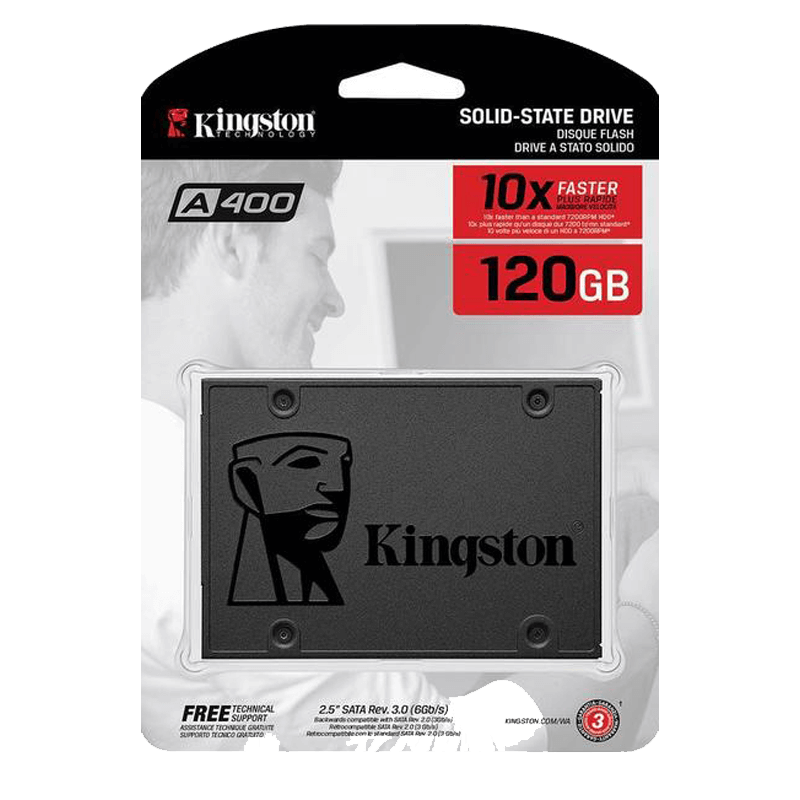 Kingston
TECHNOLOGY
SOLID-STATE DRIVE
DISQUE FLASH
DRIVE A STATO SOLIDO
A400
10x FASTER
PLUS RAPIDE
MAGGIORE VELOCITÀ
10x faster than a standard 7200RPM HDD*
10x plus rapide qu'un disque dur 7200 tr/mn standard*
10 volte più veloce di un HDD a 7200RPM*
120GB
Kingston
FREE TECHNICAL
SUPPORT
ASSISTANCE TECHNIQUE GRATUITE
SUPPORTO TECNICO GRATUITO
2.5" SATA Rev. 3.0 (6Gb/s)
Backwards compatible with SATA Rev. 2.0 (3Gb/s)
Rétrocompatible SATA Rev. 2.0 (3 Gb/s)
Retrocompatibile con lo standard SATA Rev. 2.0 (3 Gb/s)
KINGSTON.COM/WA
3